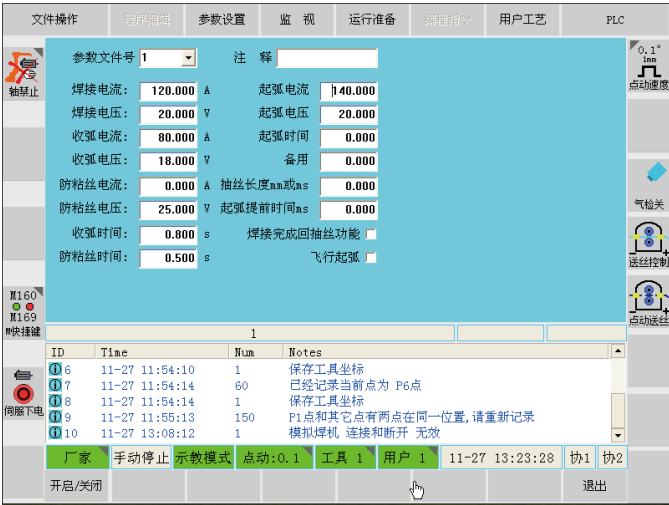 文件操作 程序编辑 参数设置 监 视 运行准备 编程指令 用户工艺 PLC
轴禁止
M160
M169
M快捷键
伺服下电
参数文件号 1 注 释
焊接电流: 120.000 A 起弧电流 140.000
焊接电压: 20.000 V 起弧电压 20.000
收弧电流: 80.000 A 起弧时间 0.000
收弧电压: 18.000 V 备用 0.000
防粘丝电流: 0.000 A 抽丝长度mm或ms 0.000
防粘丝电压: 25.000 V 起弧提前时间ms 0.000
收弧时间: 0.800 s 焊接完成回抽丝功能
防粘丝时间: 0.500 s 飞行起弧
0.1°
1mm
点动速度
气检关
送丝控制
点动送丝
1
ID Time Num Notes
6 11-27 11:54:10 1 保存工具坐标
7 11-27 11:54:14 60 已经记录当前点为 P6点
8 11-27 11:54:14 1 保存工具坐标
9 11-27 11:55:13 150 P1点和其它点有两点在同一位置,请重新记录
10 11-27 13:08:12 1 模拟焊机 连接和断开 无效
厂家 手动停止 示教模式 点动:0.1 工具 1 用户 1 11-27 13:23:28 协1 协2
开启/关闭 退出